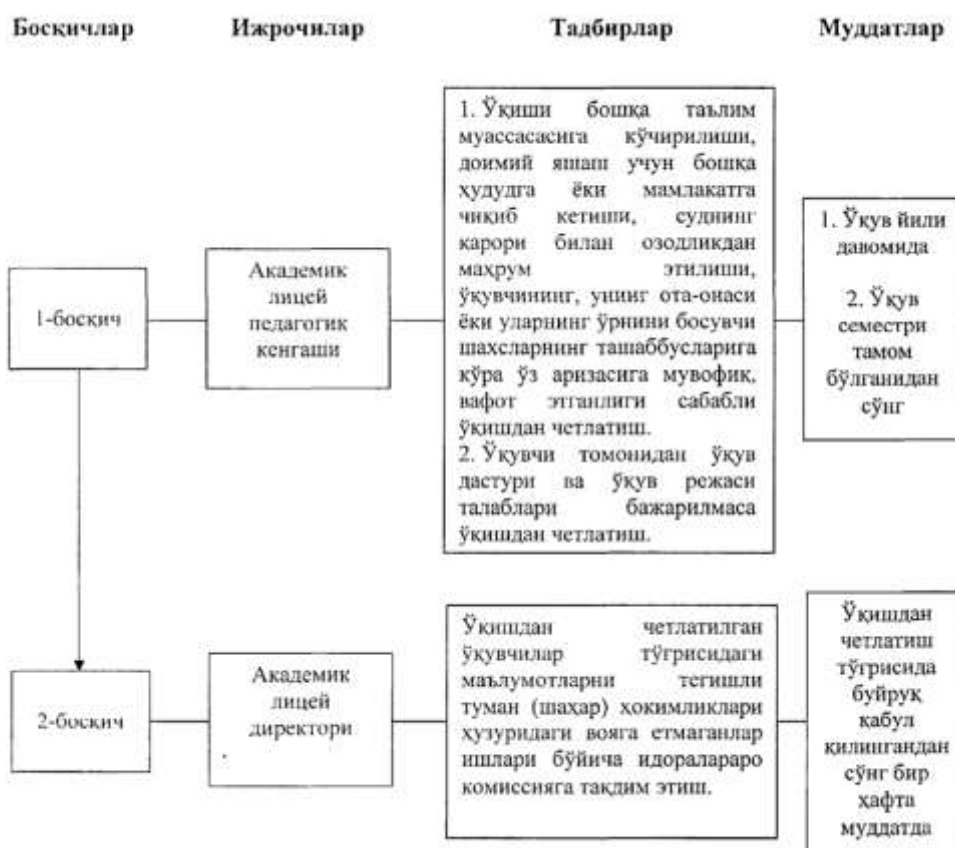 Босқичлар Ижрочилар Тадбирлар Муддатлар
1-босқич
Академик
лицей
педагогик
кенгаши
1. Ўқиши бошқа таълим
муассасасига кўчирилиши,
доимий яшаш учун бошқа
ҳудудга ёки мамлакатга
чиқиб кетиши, суднинг
қарори билан озодликдан
маҳрум этилиши,
ўқувчининг, унинг ота-онаси
ёки уларнинг ўрнини босувчи
шахсларнинг ташаббусларига
кўра ўз аризасига мувофиқ,
вафот этганлиги сабабли
ўқишдан четлатиш.
2. Ўқувчи томонидан ўқув
дастури ва ўқув режаси
талаблари бажарилмаса
ўқишдан четлатиш.
1. Ўқув йили
давомида
2. Ўқув
семестри
тамом
бўлганидан
сўнг
2-босқич
Академик
лицей
директори
Ўқишдан четлатилган
ўқувчилар тўғрисидаги
маълумотларни тегишли
туман (шаҳар) ҳокимликлари
ҳузуридаги вояга етмаганлар
ишлари бўйича идоралараро
комиссияга тақдим этиш.
Ўқишдан
четлатиш
тўғрисида
буйруқ
қабул
қилингандан
сўнг бир
ҳафта
муддатда